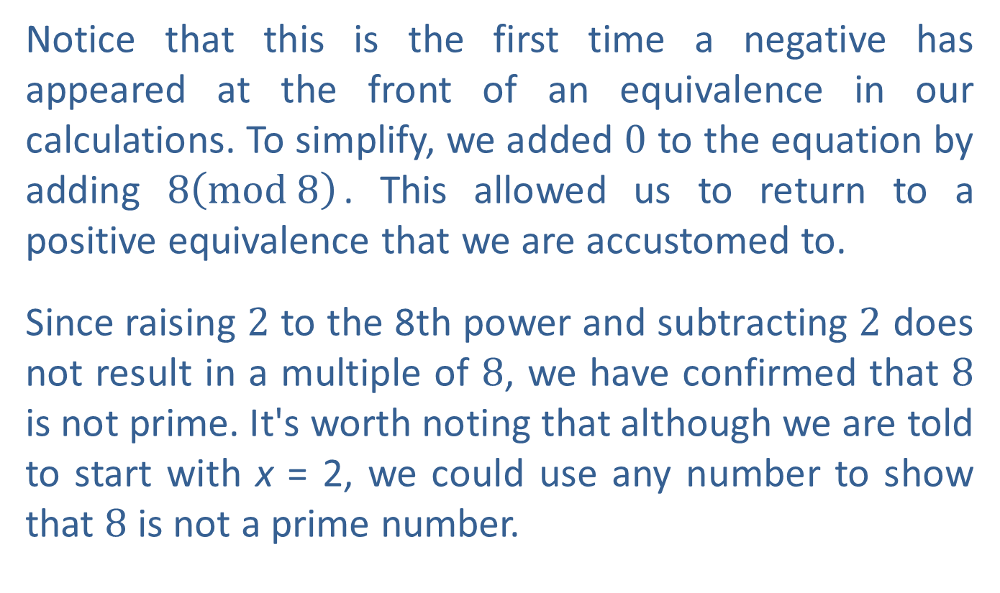 Notice that this is the first time a negative has
appeared at the front of an equivalence in our
calculations. To simplify, we added 0 to the equation by
adding 8(mod 8). This allowed us to return to a
positive equivalence that we are accustomed to.
Since raising 2 to the 8th power and subtracting 2 does
not result in a multiple of 8, we have confirmed that 8
is not prime. It's worth noting that although we are told
to start with x = 2, we could use any number to show
that 8 is not a prime number.